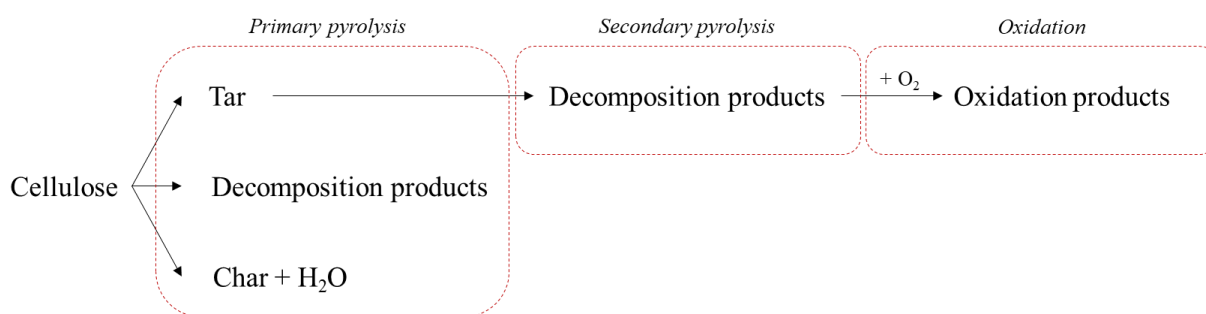 Primary pyrolysis
Secondary pyrolysis
Oxidation
Tar
Decomposition products
+ O₂
Oxidation products
Cellulose
Decomposition products
Char + H₂O